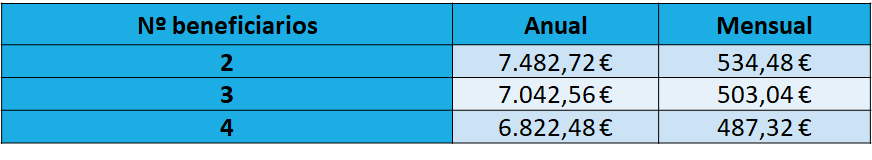 Nº beneficiarios Anual Mensual
2 7.482,72 € 534,48 €
3 7.042,56 € 503,04 €
4 6.822,48 € 487,32 €